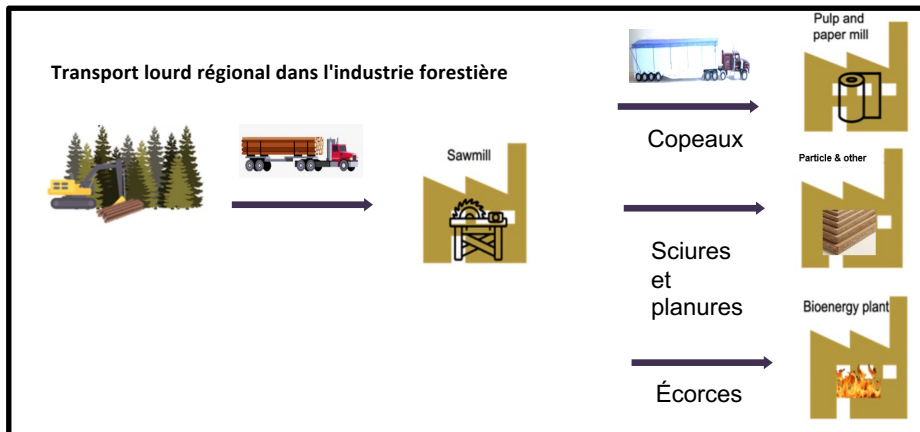 Transport lourd régional dans l'industrie forestière
Sawmill
Pulp and
paper mill
Copeaux
Particle & other
Sciures
et
planures
Bioenergy plant
Écorces